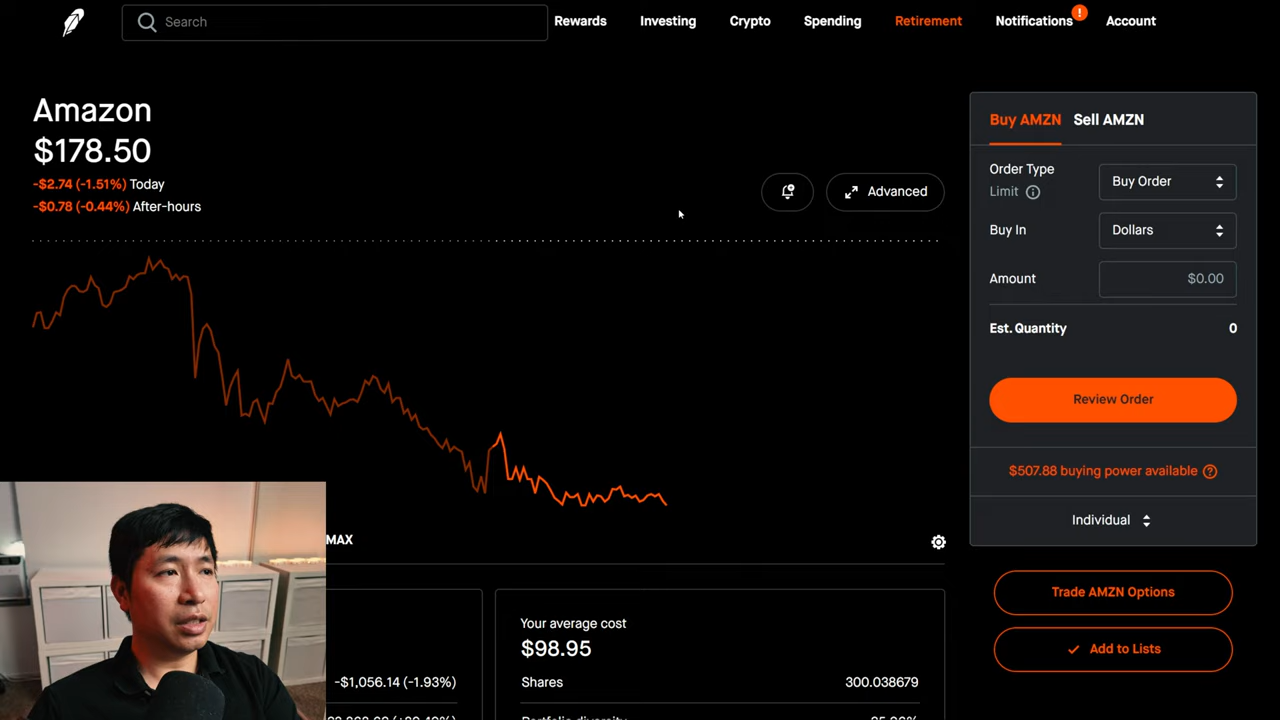 Search
Rewards
Investing
Crypto
Spending
Retirement
Notifications
!
Account
Amazon
$178.50
-$2.74 (-1.51%) Today
-$0.78 (-0.44%) After-hours
Advanced
MAX
-$1,056.14 (-1.93%)
Your average cost
$98.95
Shares 300.038679
Buy AMZN Sell AMZN
Order Type
Limit
Buy Order
Buy In Dollars
Amount $0.00
Est. Quantity 0
Review Order
$507.88 buying power available
Individual
Trade AMZN Options
Add to Lists